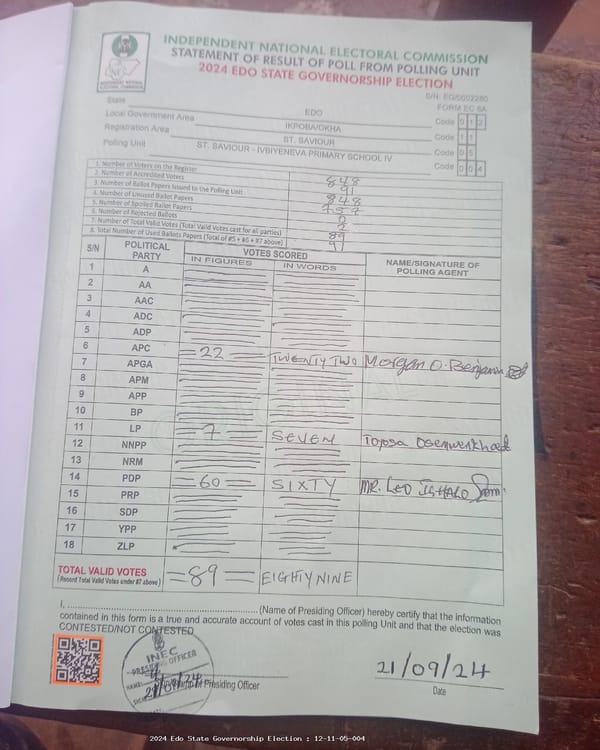 INDEPENDENT NATIONAL ELECTORAL COMMISSION
STATEMENT OF RESULT OF POLL FROM POLLING UNIT
2024 EDO STATE GOVERNORSHIP ELECTION
S/N: EG/0002280
FORM EC 8A
State EDO Code 0 1 2
Local Government Area IKPOBA/OKHA Code 1 1
Registration Area ST. SAVIOUR Code 0 5
Polling Unit ST. SAVIOUR - IVBIYENEVA PRIMARY SCHOOL IV Code 0 0 4
1. Number of Voters on the Register 848
2. Number of Accredited Voters 91
3. Number of Ballot Papers Issued to the Polling Unit 848
4. Number of Unused Ballot Papers 757
5. Number of Spoiled Ballot Papers
6. Number of Rejected Ballots 2
7. Number of Total Valid Votes (Total Valid Votes cast for all parties) 89
8. Total Number of Used Ballots Papers (Total of #5 + #6 + #7 above) 91
S/N POLITICAL PARTY VOTES SCORED NAME/SIGNATURE OF POLLING AGENT
IN FIGURES IN WORDS
1 A
2 AA
3 AAC
4 ADC
5 ADP
6 APC =22= TWENTY TWO Morgan O. Benjamin
7 APGA
8 APM
9 APP
10 BP
11 LP =7= SEVEN
12 NNPP
13 NRM
14 PDP =60= SIXTY MR. LEO
15 PRP
16 SDP
17 YPP
18 ZLP
TOTAL VALID VOTES =89= EIGHTY NINE
(Record Total Valid Votes under #7 above)
I, (Name of Presiding Officer) hereby certify that the information
contained in this form is a true and accurate account of votes cast in this polling Unit and that the election was
CONTESTED/NOT CONTESTED
INEC
PRESIDING OFFICER
21/09/24
Presiding Officer
21/09/24
Date
2024 Edo State Governorship Election : 12-11-05-004